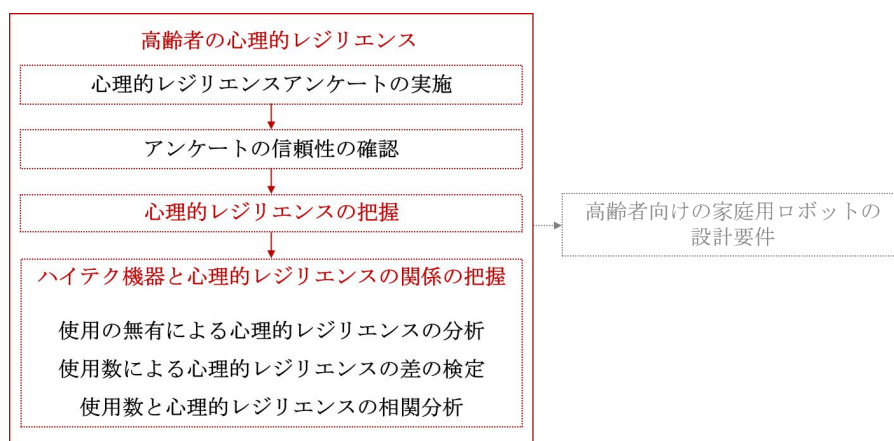 高齢者の心理的レジリエンス
心理的レジリエンスアンケートの実施
アンケートの信頼性の確認
心理的レジリエンスの把握
ハイテク機器と心理的レジリエンスの関係の把握
使用の無有による心理的レジリエンスの分析
使用数による心理的レジリエンスの差の検定
使用数と心理的レジリエンスの相関分析
高齢者向けの家庭用ロボットの
設計要件